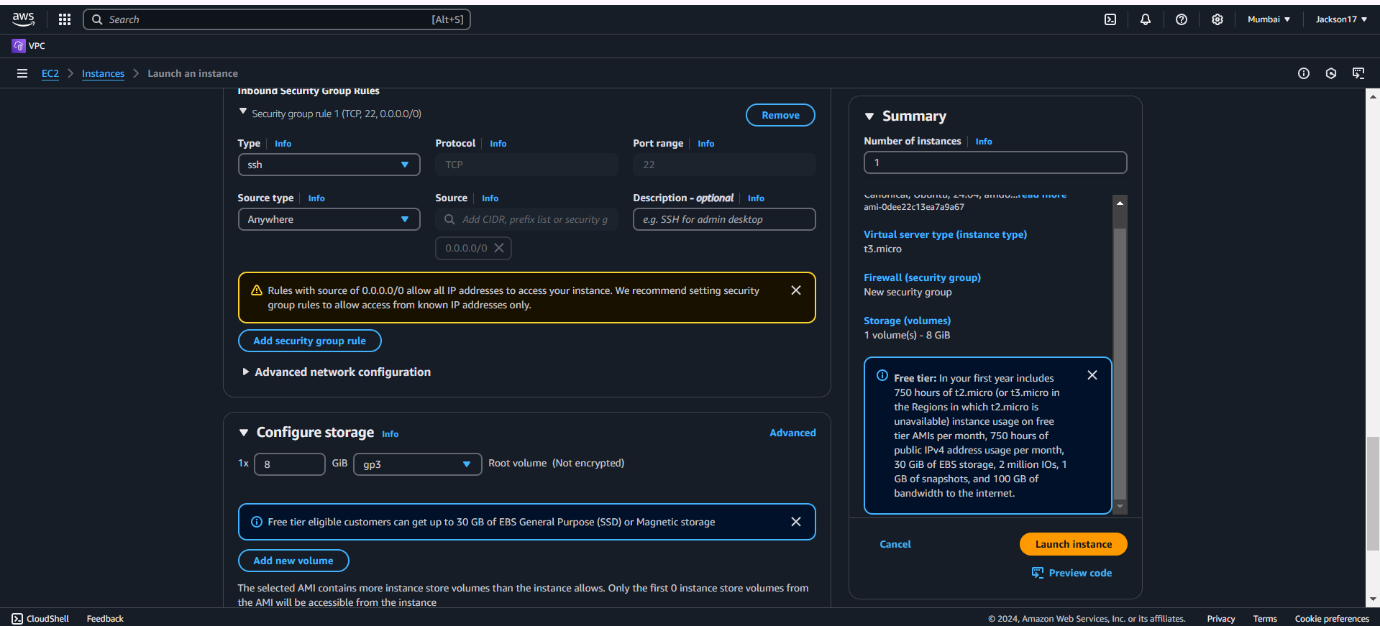 aws
Search
[Alt+S]
Mumbai ▼
Jackson17 ▼
VPC
EC2 > Instances > Launch an instance
Inbound Security Group Rules
▼ Security group rule 1 (TCP, 22, 0.0.0.0/0)
Remove
Type | Info
Protocol | Info
Port range | Info
ssh
TCP
22
Source type | Info
Source | Info
Description - optional | Info
Anywhere
Add CIDR, prefix list or security g
e.g. SSH for admin desktop
0.0.0.0/0 ✕
Rules with source of 0.0.0.0/0 allow all IP addresses to access your instance. We recommend setting security
group rules to allow access from known IP addresses only.
Add security group rule
▶ Advanced network configuration
▼ Configure storage Info
Advanced
1x
8
GiB
gp3
Root volume (Not encrypted)
Free tier eligible customers can get up to 30 GB of EBS General Purpose (SSD) or Magnetic storage
Add new volume
The selected AMI contains more instance store volumes than the instance allows. Only the first 0 instance store volumes from
the AMI will be accessible from the instance
▼ Summary
Number of instances | Info
1
Canonical, Ubuntu, 24.04, amd6...read more
ami-0dee22c13ea7a9a67
Virtual server type (instance type)
t3.micro
Firewall (security group)
New security group
Storage (volumes)
1 volume(s) - 8 GiB
Free tier: In your first year includes
750 hours of t2.micro (or t3.micro in
the Regions in which t2.micro is
unavailable) instance usage on free
tier AMIs per month, 750 hours of
public IPv4 address usage per month,
30 GiB of EBS storage, 2 million IOs, 1
GB of snapshots, and 100 GB of
bandwidth to the internet.
Cancel
Launch instance
Preview code
CloudShell
Feedback
© 2024, Amazon Web Services, Inc. or its affiliates.
Privacy
Terms
Cookie preferences